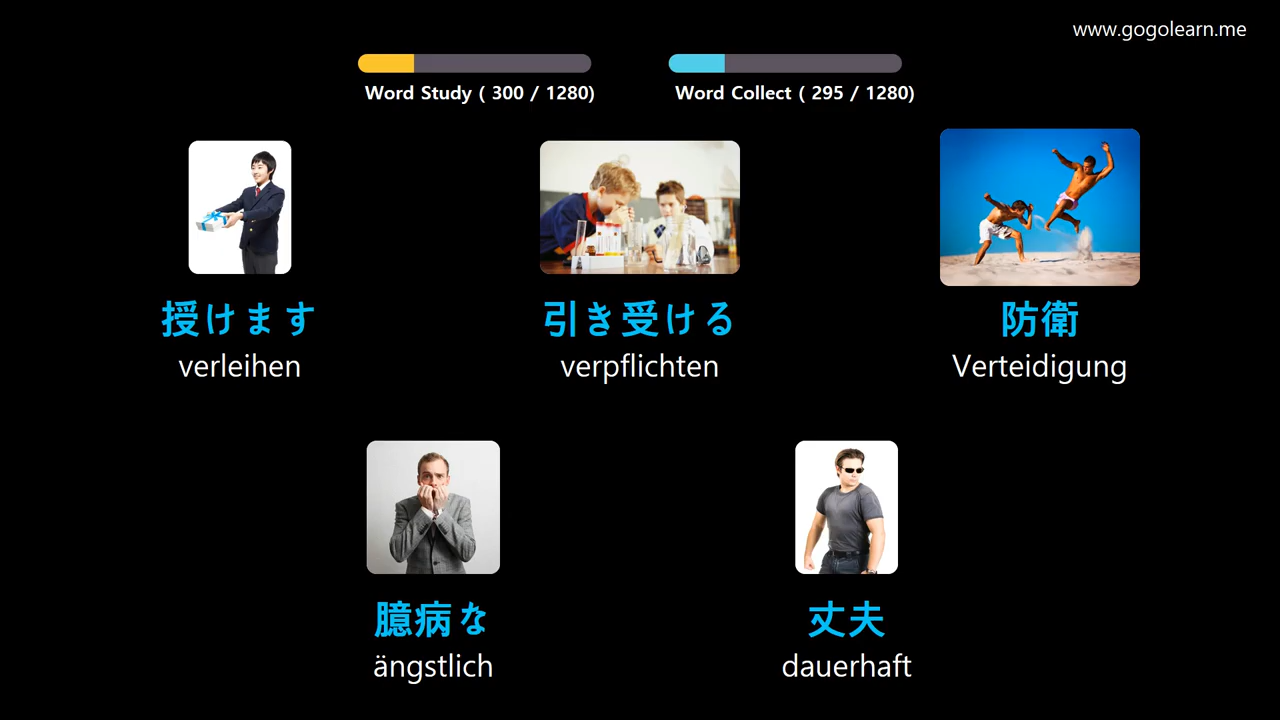 www.gogolearn.me
Word Study ( 300 / 1280)
Word Collect ( 295 / 1280)
授けます
verleihen
引き受ける
verpflichten
防衛
Verteidigung
臆病な
ängstlich
丈夫
dauerhaft